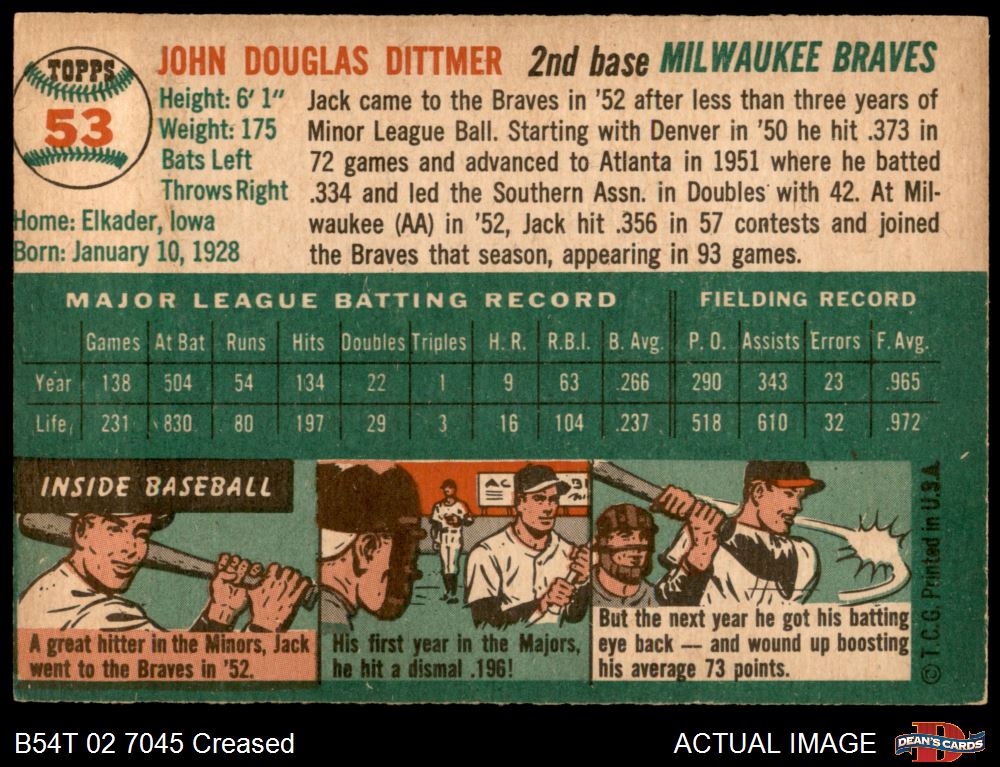 TOPPS
53
JOHN DOUGLAS DITTMER 2nd base MILWAUKEE BRAVES
Height: 6' 1"
Weight: 175
Bats Left
Throws Right
Home: Elkader, Iowa
Born: January 10, 1928
Jack came to the Braves in '52 after less than three years of
Minor League Ball. Starting with Denver in '50 he hit .373 in
72 games and advanced to Atlanta in 1951 where he batted
.334 and led the Southern Assn. in Doubles with 42. At Mil-
waukee (AA) in '52, Jack hit .356 in 57 contests and joined
the Braves that season, appearing in 93 games.
MAJOR LEAGUE BATTING RECORD FIELDING RECORD
Games At Bat Runs Hits Doubles Triples H. R. R.B.I. B. Avg. P. O. Assists Errors F. Avg.
Year 138 504 54 134 22 1 9 63 .266 290 343 23 .965
Life 231 830 80 197 29 3 16 104 .237 518 610 32 .972
INSIDE BASEBALL
A great hitter in the Minors, Jack
went to the Braves in '52.
AC
His first year in the Majors,
he hit a dismal .196!
But the next year he got his batting
eye back — and wound up boosting
his average 73 points.
© T.C.G. Printed in U.S.A.
B54T 02 7045 Creased
ACTUAL IMAGE
DEAN'S CARDS